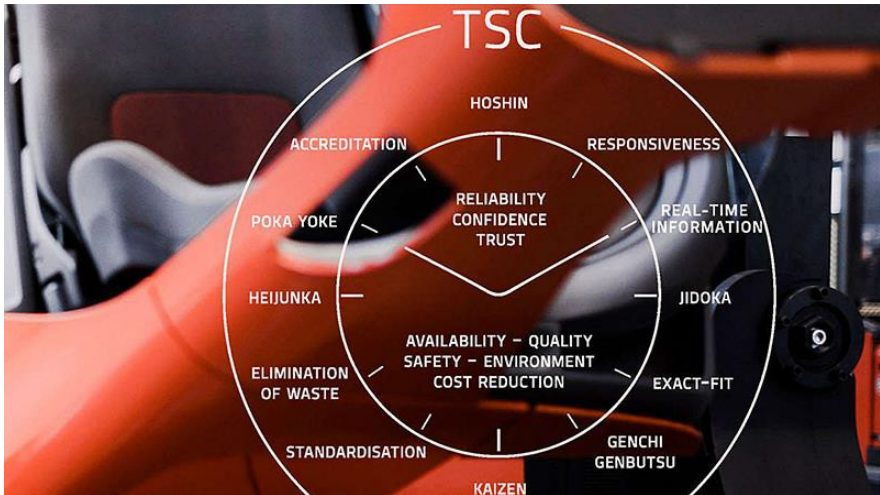 TSC
HOSHIN
RESPONSIVENESS
REAL-TIME
INFORMATION
JIDOKA
EXACT-FIT
GENCHI
GENBUTSU
KAIZEN
STANDARDISATION
ELIMINATION
OF WASTE
HEIJUNKA
POKA YOKE
ACCREDITATION
RELIABILITY
CONFIDENCE
TRUST
AVAILABILITY - QUALITY
SAFETY - ENVIRONMENT
COST REDUCTION